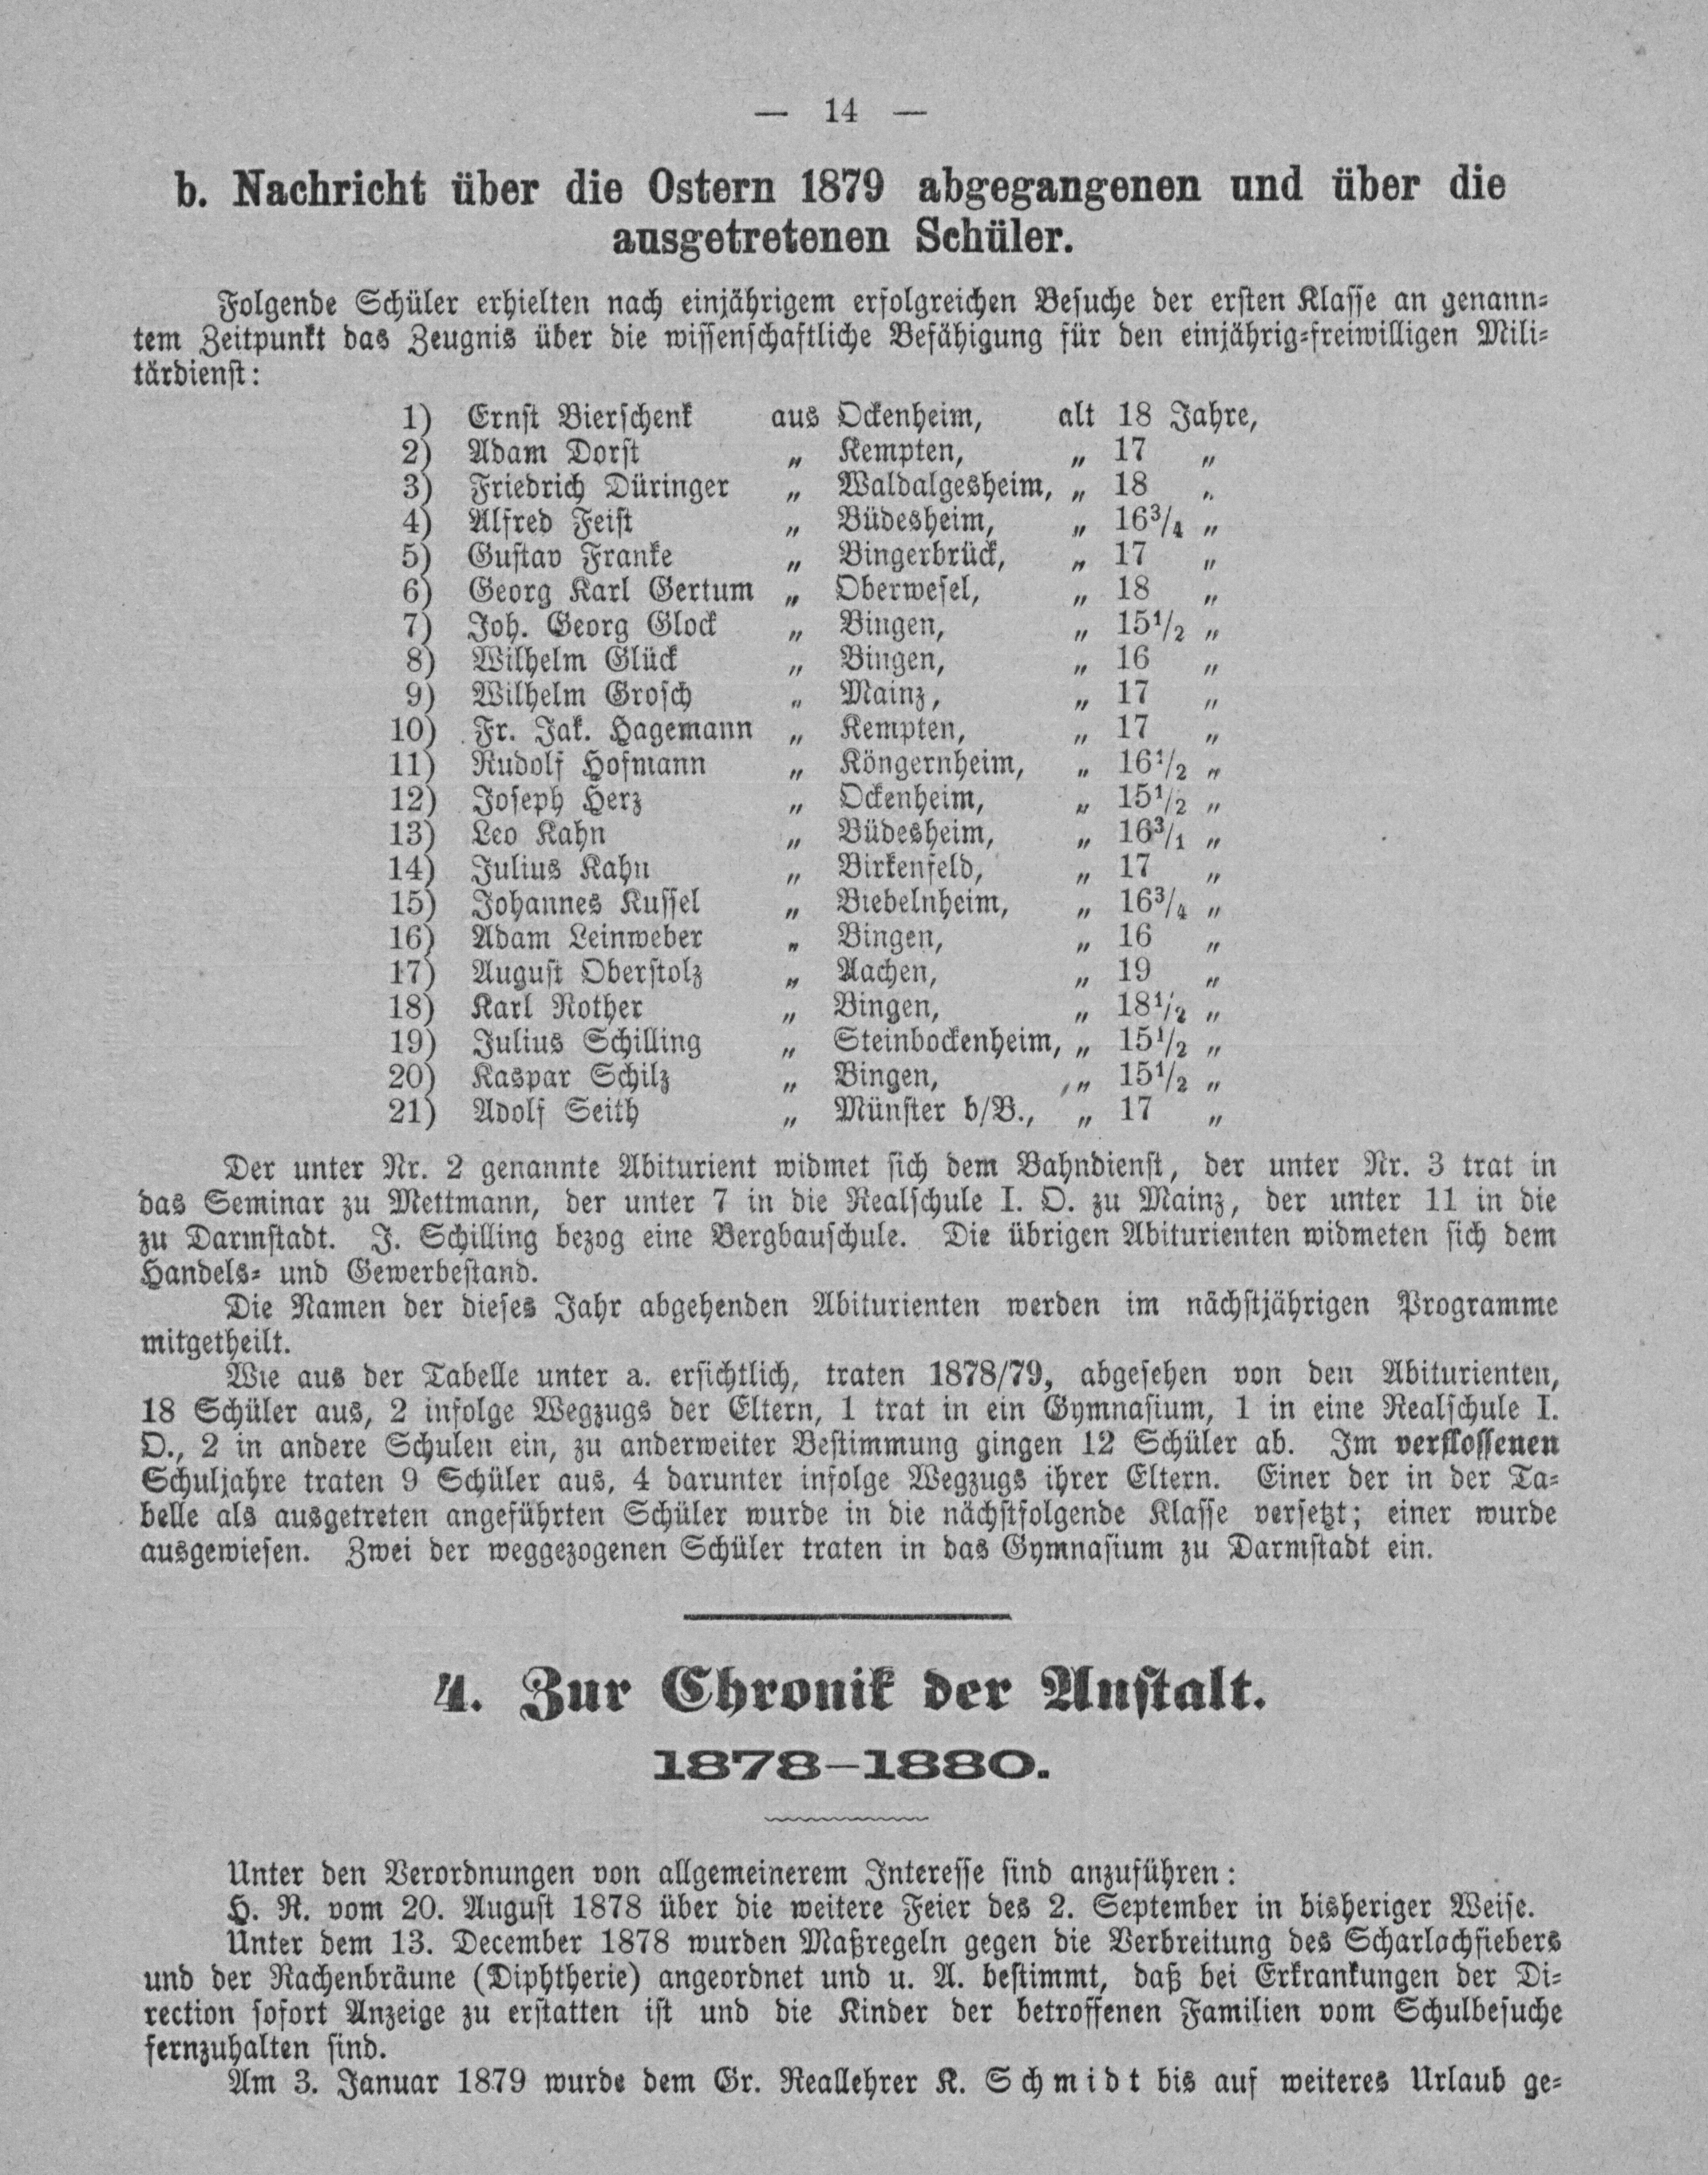 — 14 —
b. Nachricht über die Ostern 1879 abgegangenen und über die
ausgetretenen Schüler.
Folgende Schüler erhielten nach einjährigem erfolgreichen Besuche der ersten Klasse an genann-
tem Zeitpunkt das Zeugnis über die wissenschaftliche Befähigung für den einjährig-freiwilligen Mili-
tärdienst:
1) Ernst Bierschenk aus Ockenheim, alt 18 Jahre,
2) Adam Dorst „ Kempten, „ 17 „
3) Friedrich Düringer „ Waldalgesheim, „ 18 „
4) Alfred Feist „ Büdesheim, „ 16 3/4 „
5) Gustav Franke „ Bingerbrück, „ 17 „
6) Georg Karl Gertum „ Oberwesel, „ 18 „
7) Joh. Georg Glock „ Bingen, „ 15 1/2 „
8) Wilhelm Glück „ Bingen, „ 16 „
9) Wilhelm Grosch „ Mainz, „ 17 „
10) Fr. Jak. Hagemann „ Kempten, „ 17 „
11) Rudolf Hofmann „ Köngernheim, „ 16 1/2 „
12) Joseph Herz „ Ockenheim, „ 15 1/2 „
13) Leo Kahn „ Büdesheim, „ 16 3/1 „
14) Julius Kahn „ Birkenfeld, „ 17 „
15) Johannes Kussel „ Biebelnheim, „ 16 3/4 „
16) Adam Leinweber „ Bingen, „ 16 „
17) August Oberstolz „ Aachen, „ 19 „
18) Karl Rother „ Bingen, „ 18 1/2 „
19) Julius Schilling „ Steinbockenheim, „ 15 1/2 „
20) Kaspar Schilz „ Bingen, „ 15 1/2 „
21) Adolf Seith „ Münster b/B., „ 17 „
Der unter Nr. 2 genannte Abiturient widmet sich dem Bahndienst, der unter Nr. 3 trat in
das Seminar zu Mettmann, der unter 7 in die Realschule I. O. zu Mainz, der unter 11 in die
zu Darmstadt. J. Schilling bezog eine Bergbauschule. Die übrigen Abiturienten widmeten sich dem
Handels- und Gewerbestand.
Die Namen der dieses Jahr abgehenden Abiturienten werden im nächstjährigen Programme
mitgetheilt.
Wie aus der Tabelle unter a. ersichtlich, traten 1878/79, abgesehen von den Abiturienten,
18 Schüler aus, 2 infolge Wegzugs der Eltern, 1 trat in ein Gymnasium, 1 in eine Realschule I.
O., 2 in andere Schulen ein, zu anderweiter Bestimmung gingen 12 Schüler ab. Im verflossenen
Schuljahre traten 9 Schüler aus, 4 darunter infolge Wegzugs ihrer Eltern. Einer der in der Ta-
belle als ausgetreten angeführten Schüler wurde in die nächstfolgende Klasse versetzt; einer wurde
ausgewiesen. Zwei der weggezogenen Schüler traten in das Gymnasium zu Darmstadt ein.
4. Zur Chronik der Anstalt.
1878–1880.
Unter den Verordnungen von allgemeinerem Interesse sind anzuführen:
H. R. vom 20. August 1878 über die weitere Feier des 2. September in bisheriger Weise.
Unter dem 13. December 1878 wurden Maßregeln gegen die Verbreitung des Scharlachfiebers
und der Rachenbräune (Diphtherie) angeordnet und u. A. bestimmt, daß bei Erkrankungen der Di-
rection sofort Anzeige zu erstatten ist und die Kinder der betroffenen Familien vom Schulbesuche
fernzuhalten sind.
Am 3. Januar 1879 wurde dem Gr. Reallehrer K. Schmidt bis auf weiteres Urlaub ge-